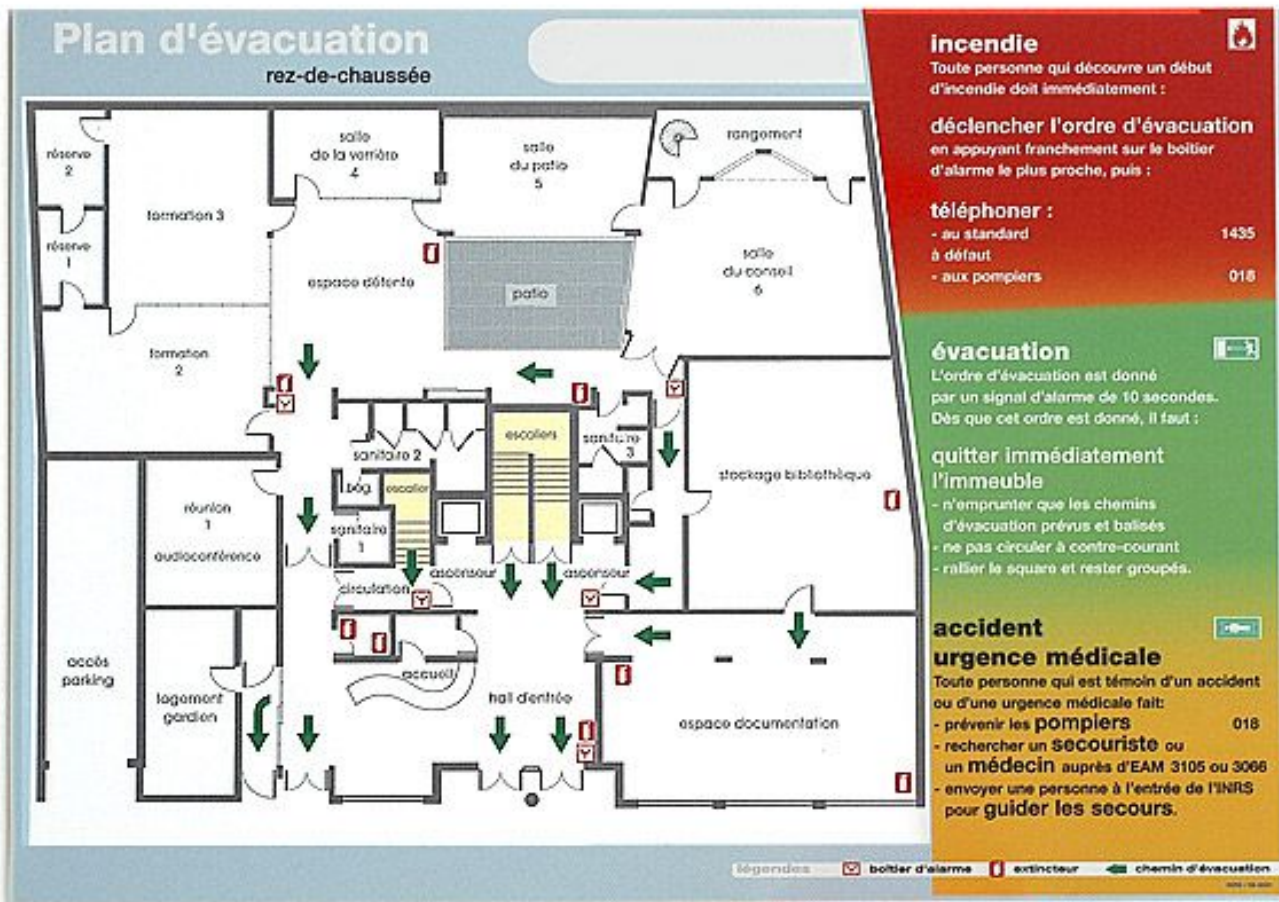 Plan d'évacuation
rez-de-chaussée
réserve
2
formation 3
réserve
1
formation
2
salle
de la verrière
4
salle
du patio
5
rangement
salle
du conseil
6
espace détente
patio
sanitaire 2
escaliers
sanitaire
3
stockage bibliothèque
pég.
escalier
réunion
1
audioconférence
sanitaire
1
circulation
ascenseur
ascenseur
accès
parking
logement
gardien
accueil
hall d'entrée
espace documentation
incendie
Toute personne qui découvre un début
d'incendie doit immédiatement :
déclencher l'ordre d'évacuation
en appuyant franchement sur le boîtier
d'alarme le plus proche, puis :
téléphoner :
- au standard 1435
à défaut
- aux pompiers 018
évacuation
L'ordre d'évacuation est donné
par un signal d'alarme de 10 secondes.
Dès que cet ordre est donné, il faut :
quitter immédiatement
l'immeuble
- n'emprunter que les chemins
d'évacuation prévus et balisés
- ne pas circuler à contre-courant
- rallier le square et rester groupés.
accident
urgence médicale
Toute personne qui est témoin d'un accident
ou d'une urgence médicale fait:
- prévenir les pompiers 018
- rechercher un secouriste ou
un médecin auprès d'EAM 3105 ou 3066
- envoyer une personne à l'entrée de l'INRS
pour guider les secours.
légendes boîtier d'alarme extincteur chemin d'évacuation